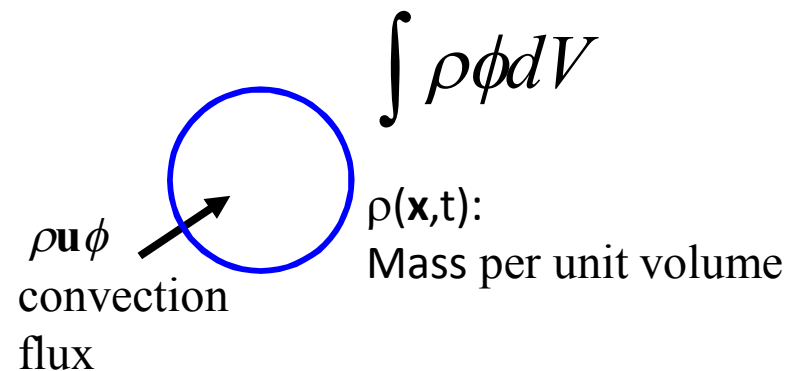 ∫ρϕdV
ρ(x,t):
Mass per unit volume
ρuϕ
convection
flux